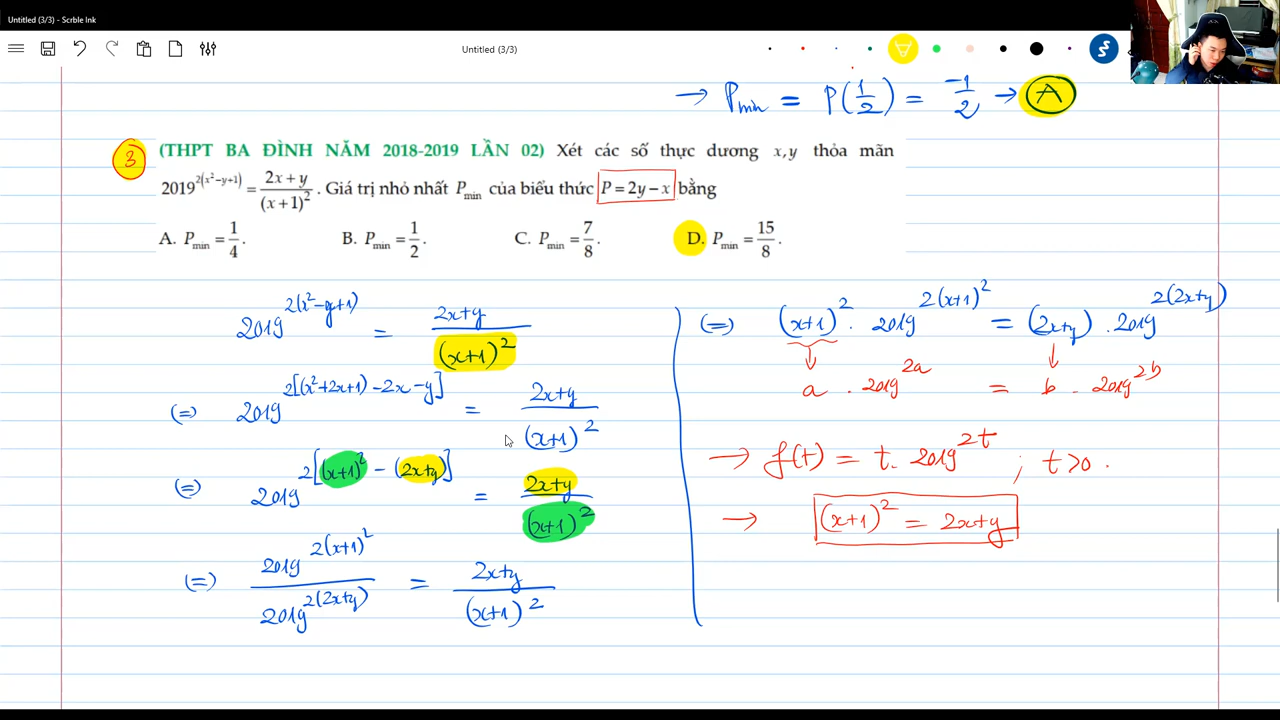 Untitled (3/3) - Scrble Ink
Untitled (3/3)
→ Pmin = P(1/2) = -1/2 → A
3 (THPT BA ĐÌNH NĂM 2018-2019 LẦN 02) Xét các số thực dương x, y thỏa mãn
2019^(2(x²−y+1)) = (2x+y)/(x+1)². Giá trị nhỏ nhất Pmin của biểu thức P = 2y − x bằng
A. Pmin = 1/4. B. Pmin = 1/2. C. Pmin = 7/8. D. Pmin = 15/8.
2019^(2(x²−y+1)) = (2x+y)/(x+1)²
(=) 2019^(2[(x²+2x+1)−2x−y]) = (2x+y)/(x+1)²
(=) 2019^(2[(x+1)²−(2x+y)]) = (2x+y)/(x+1)²
(=) 2019^(2(x+1)²)/2019^(2(2x+y)) = (2x+y)/(x+1)²
(=) (x+1)² . 2019^(2(x+1)²) = (2x+y) . 2019^(2(2x+y))
a . 2019^(2a) = b . 2019^(2b)
→ f(t) = t. 2019^(2t) ; t>0.
→ (x+1)² = 2x+y